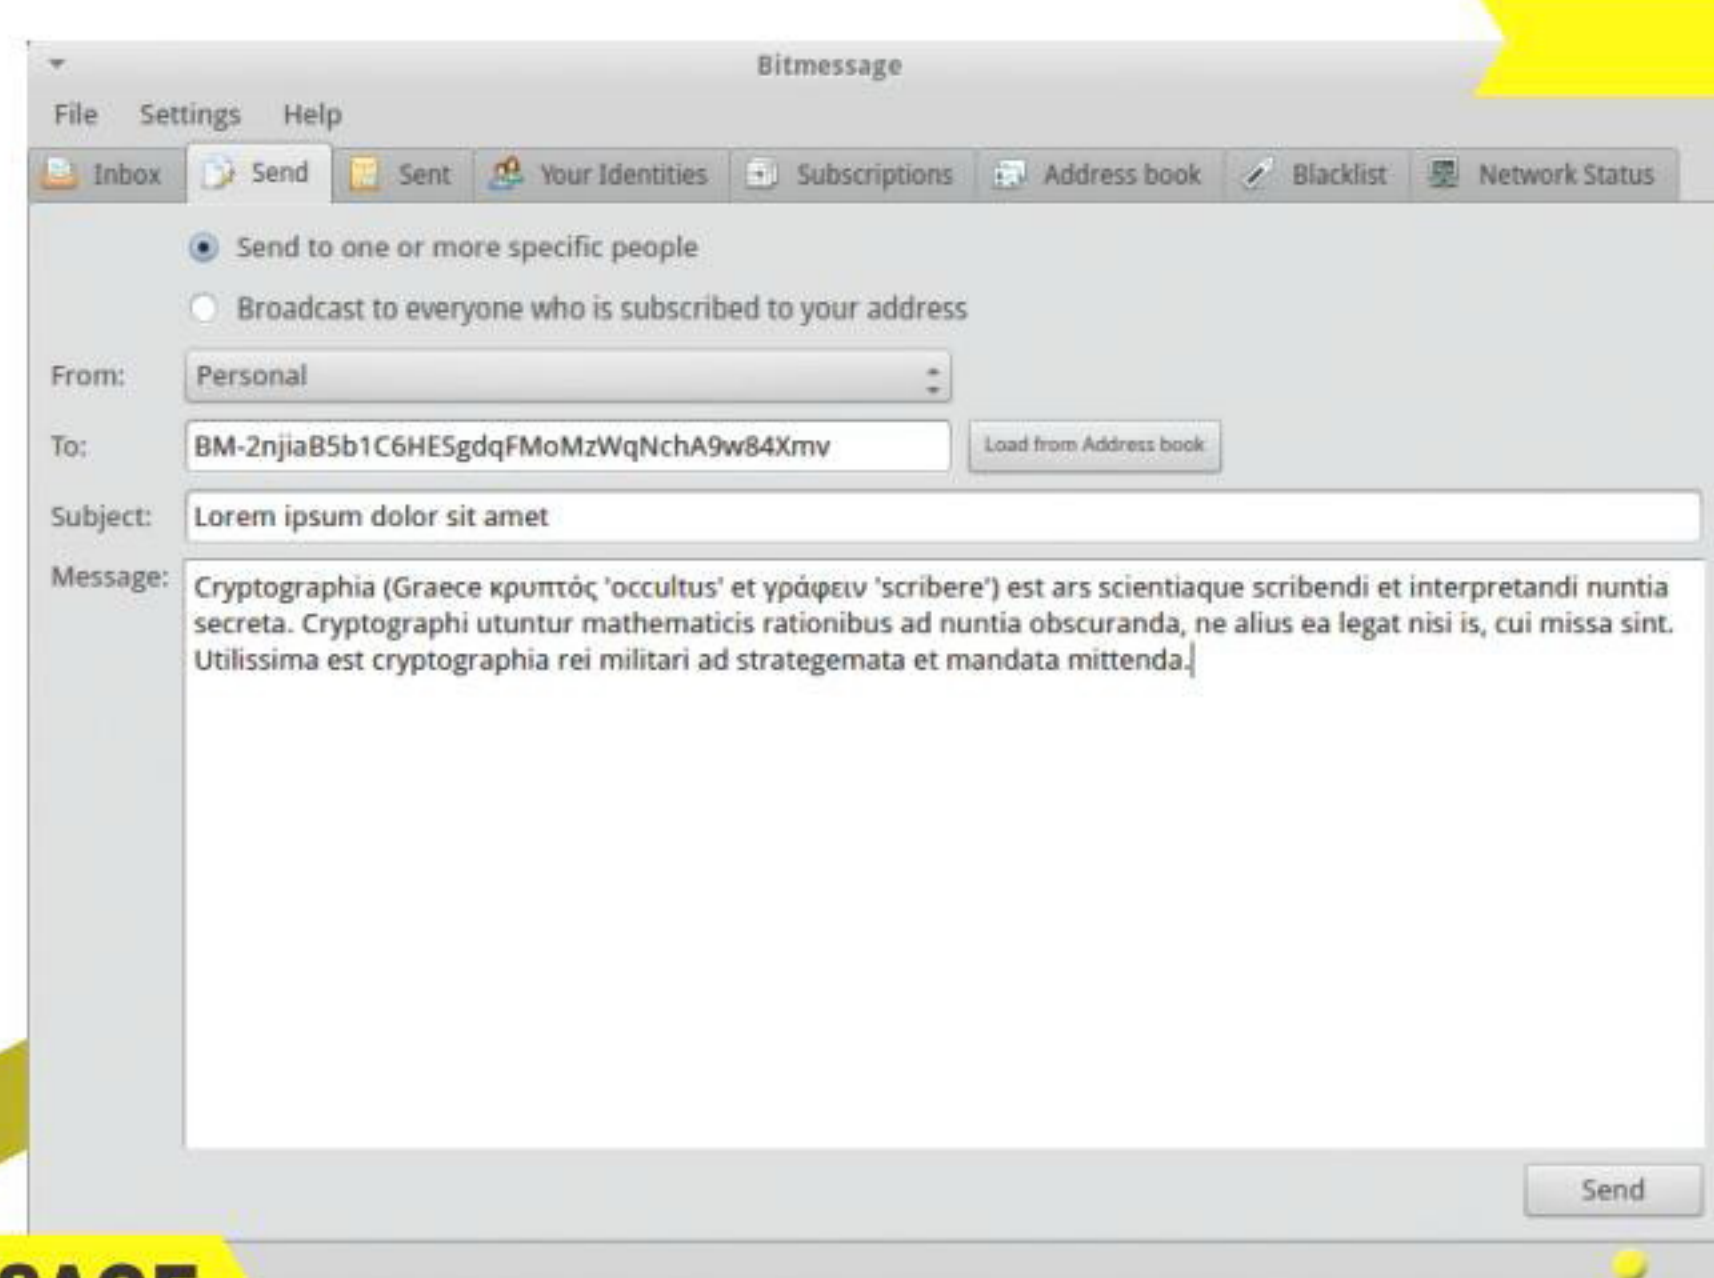 Bitmessage
File Settings Help
Inbox Send Sent Your Identities Subscriptions Address book Blacklist Network Status
Send to one or more specific people
Broadcast to everyone who is subscribed to your address
From: Personal
To: BM-2njiaB5b1C6HESgdqFMoMzWqNchA9w84Xmv Load from Address book
Subject: Lorem ipsum dolor sit amet
Message: Cryptographia (Graece κρυπτός 'occultus' et γράφειν 'scribere') est ars scientiaque scribendi et interpretandi nuntia
secreta. Cryptographi utuntur mathematicis rationibus ad nuntia obscuranda, ne alius ea legat nisi is, cui missa sint.
Utilissima est cryptographia rei militari ad strategemata et mandata mittenda.
Send